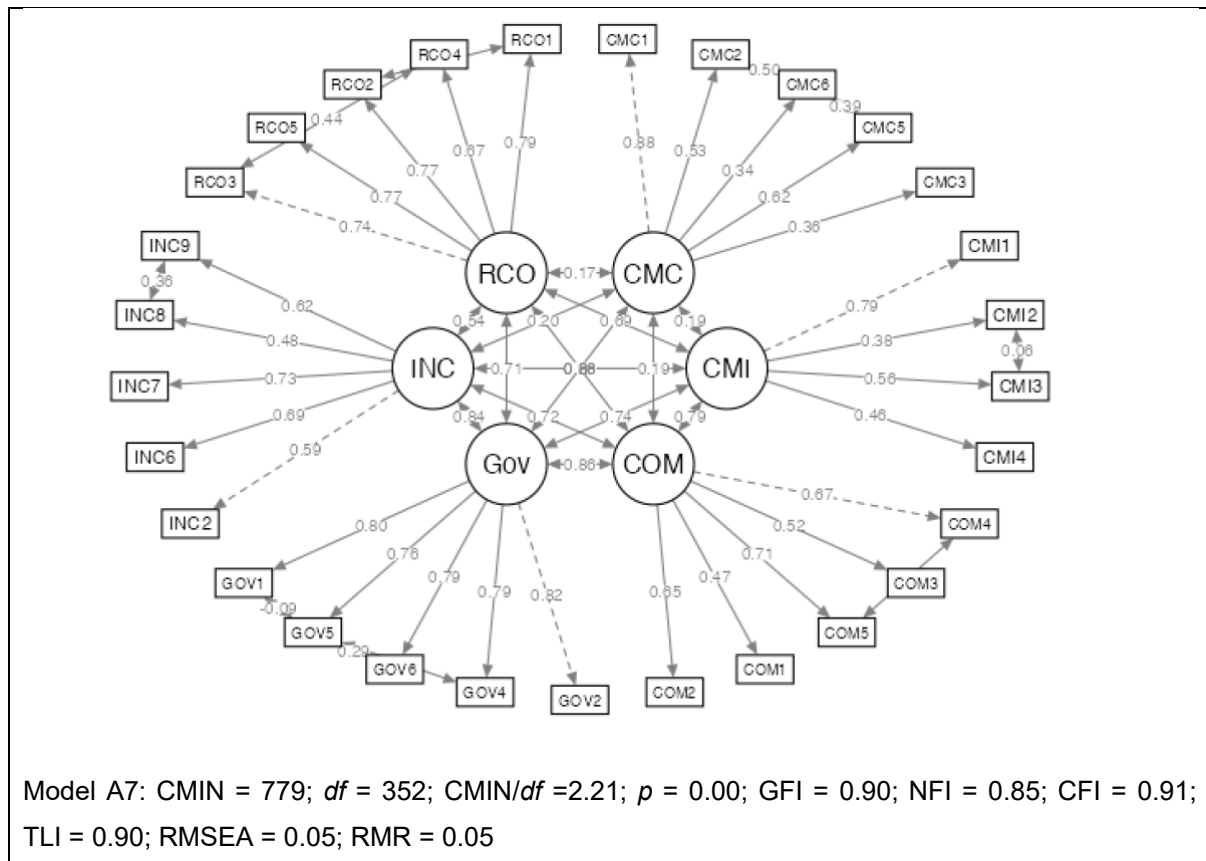 RCO1
CMC1
RCO4
CMC2
RCO2
0.50
CMC6
0.39
RCO5
0.44
CMC5
RCO3
0.77
0.67
0.79
0.88
0.53
0.34
0.62
CMC3
0.77
0.36
0.74
INC9
CMI1
0.36
RCO
0.17
CMC
0.62
0.79
INC8
0.54
0.20
0.69
0.19
CMI2
0.48
0.38
0.06
INC7
0.73
INC
0.71
0.19
CMI
0.56
CMI3
0.69
0.84
0.72
0.74
0.79
0.46
INC6
0.59
Gov
0.86
COM
CMI4
0.67
INC2
0.80
0.52
COM4
0.76
0.71
GOV1
0.79
0.79
0.82
0.65
0.47
COM3
-0.09
GOV5
COM5
0.29
GOV6
COM1
GOV4
GOV2
COM2
Model A7: CMIN = 779; df = 352; CMIN/df =2.21; p = 0.00; GFI = 0.90; NFI = 0.85; CFI = 0.91;
TLI = 0.90; RMSEA = 0.05; RMR = 0.05